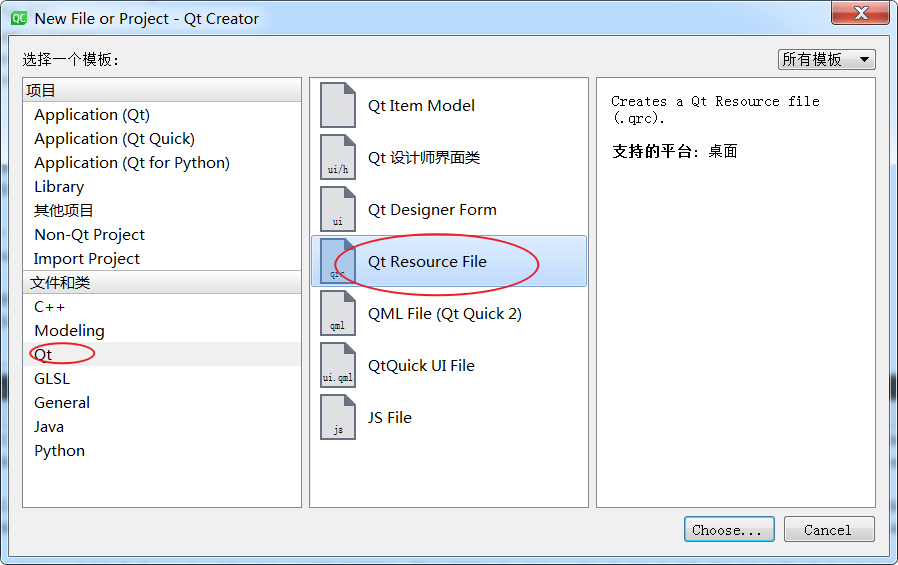 QC New File or Project - Qt Creator
选择一个模板:
所有模板
项目
Application (Qt)
Application (Qt Quick)
Application (Qt for Python)
Library
其他项目
Non-Qt Project
Import Project
文件和类
C++
Modeling
Qt
GLSL
General
Java
Python
Qt Item Model
ui/h
Qt 设计师界面类
ui
Qt Designer Form
qrc
Qt Resource File
qml
QML File (Qt Quick 2)
ui.qml
QtQuick UI File
js
JS File
Creates a Qt Resource file
(.qrc).
支持的平台: 桌面
Choose...
Cancel